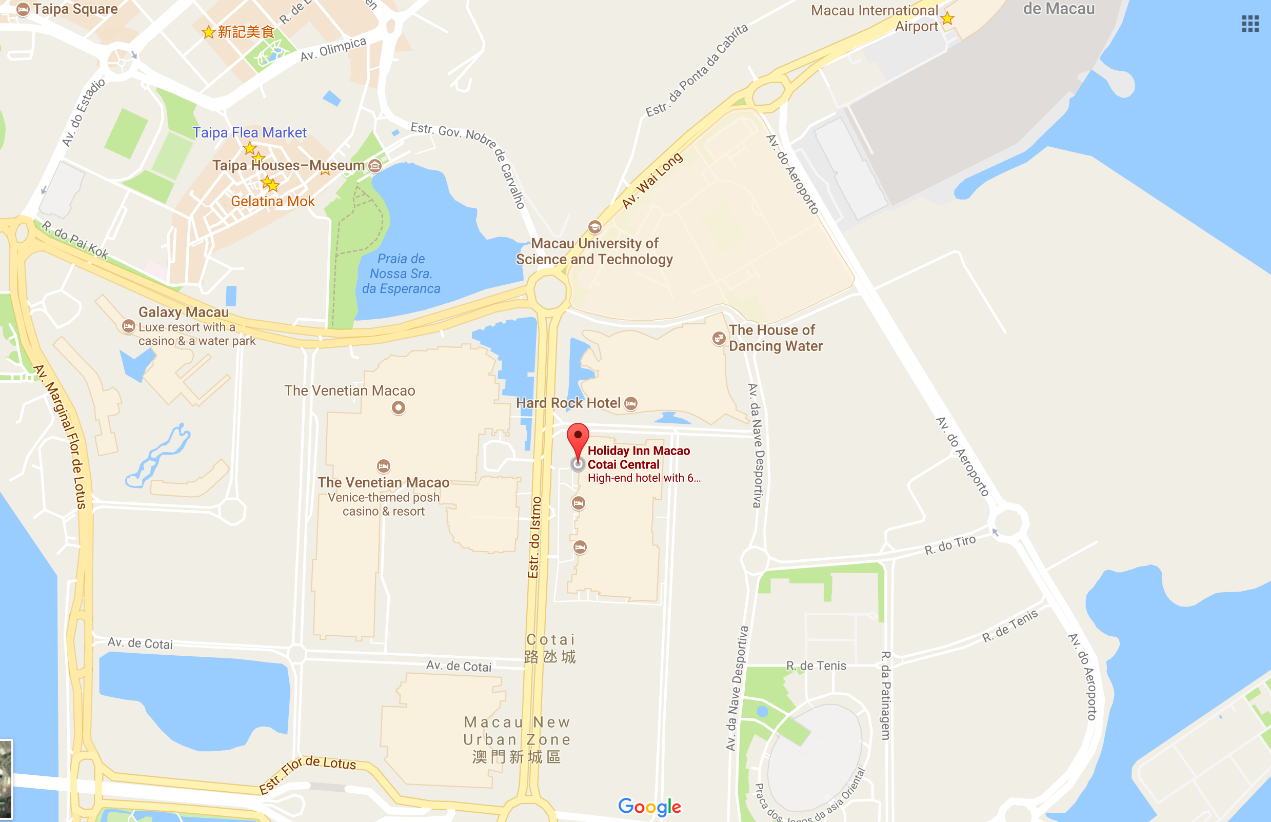 Taipa Square
R. de L
新記美食
Av. Olimpica
Macau International
Airport
de Macau
Estr. da Ponta da Cabrita
Av. do Estadio
Taipa Flea Market
Estr. Gov. Nobre de Carvalho
Taipa Houses–Museum
Gelatina Mok
Av. Wai Long
Av. do Aeroporto
R. do Pai Kok
Macau University of
Science and Technology
Praia de
Nossa Sra.
da Esperanca
Galaxy Macau
Luxe resort with a
casino & a water park
The House of
Dancing Water
Av. Marginal Flor de Lotus
The Venetian Macao
Hard Rock Hotel
Av. da Nave Desportiva
Av. do Aeroporto
Holiday Inn Macao
Cotai Central
High-end hotel with 6...
The Venetian Macao
Venice-themed posh
casino & resort
Estr. do Istmo
R. do Tiro
Av. de Cotai
Cotai
路氹城
Av. de Cotai
R. de Tenis
R. de Tenis
Av. da Nave Desportiva
R. da Patinagem
Av. do Aeroporto
Macau New
Urban Zone
澳門新城區
Estr. Flor de Lotus
Praca dos Jogos da asia Oriental
Google